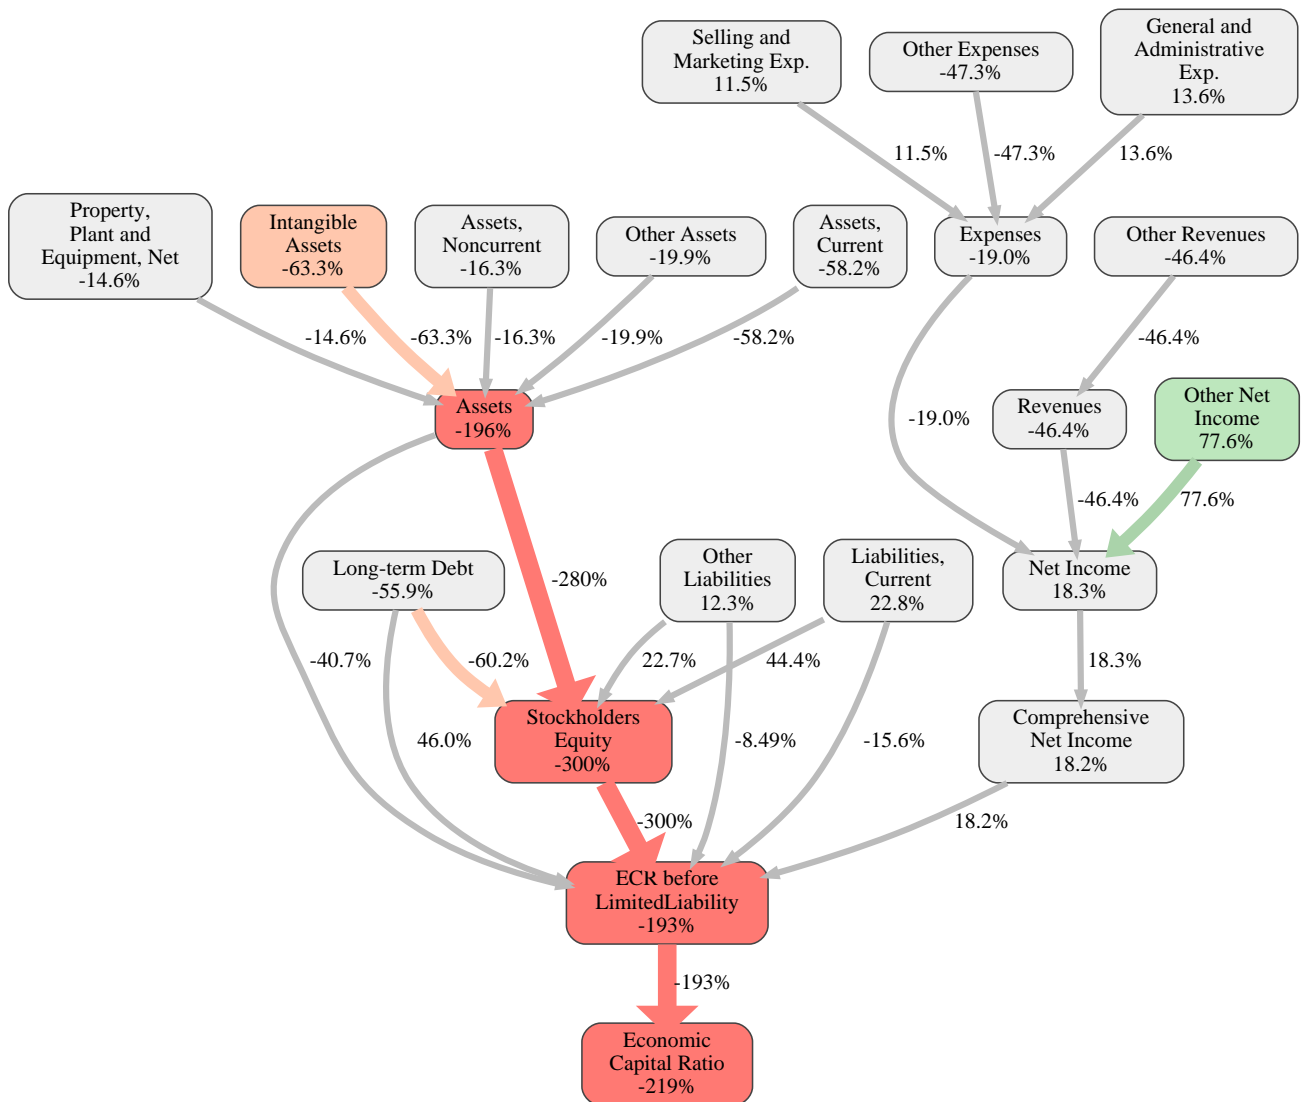 Selling and
Marketing Exp.
11.5%
Other Expenses
-47.3%
General and
Administrative
Exp.
13.6%
11.5%
-47.3%
13.6%
Property,
Plant and
Equipment, Net
-14.6%
Intangible
Assets
-63.3%
Assets,
Noncurrent
-16.3%
Other Assets
-19.9%
Assets,
Current
-58.2%
Expenses
-19.0%
Other Revenues
-46.4%
-14.6%
-63.3%
-16.3%
-19.9%
-58.2%
-46.4%
Assets
-196%
-19.0%
Revenues
-46.4%
Other Net
Income
77.6%
-46.4%
77.6%
Long-term Debt
-55.9%
-280%
Other
Liabilities
12.3%
Liabilities,
Current
22.8%
Net Income
18.3%
-40.7%
-60.2%
22.7%
44.4%
18.3%
46.0%
Stockholders
Equity
-300%
-8.49%
-15.6%
Comprehensive
Net Income
18.2%
-300%
18.2%
ECR before
LimitedLiability
-193%
-193%
Economic
Capital Ratio
-219%